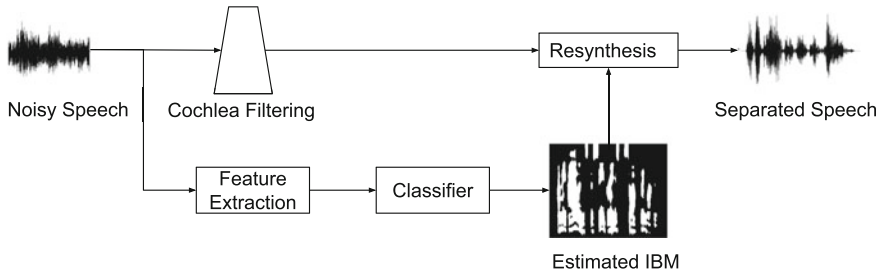 Resynthesis
Noisy Speech
Cochlea Filtering
Separated Speech
Feature
Extraction
Classifier
Estimated IBM